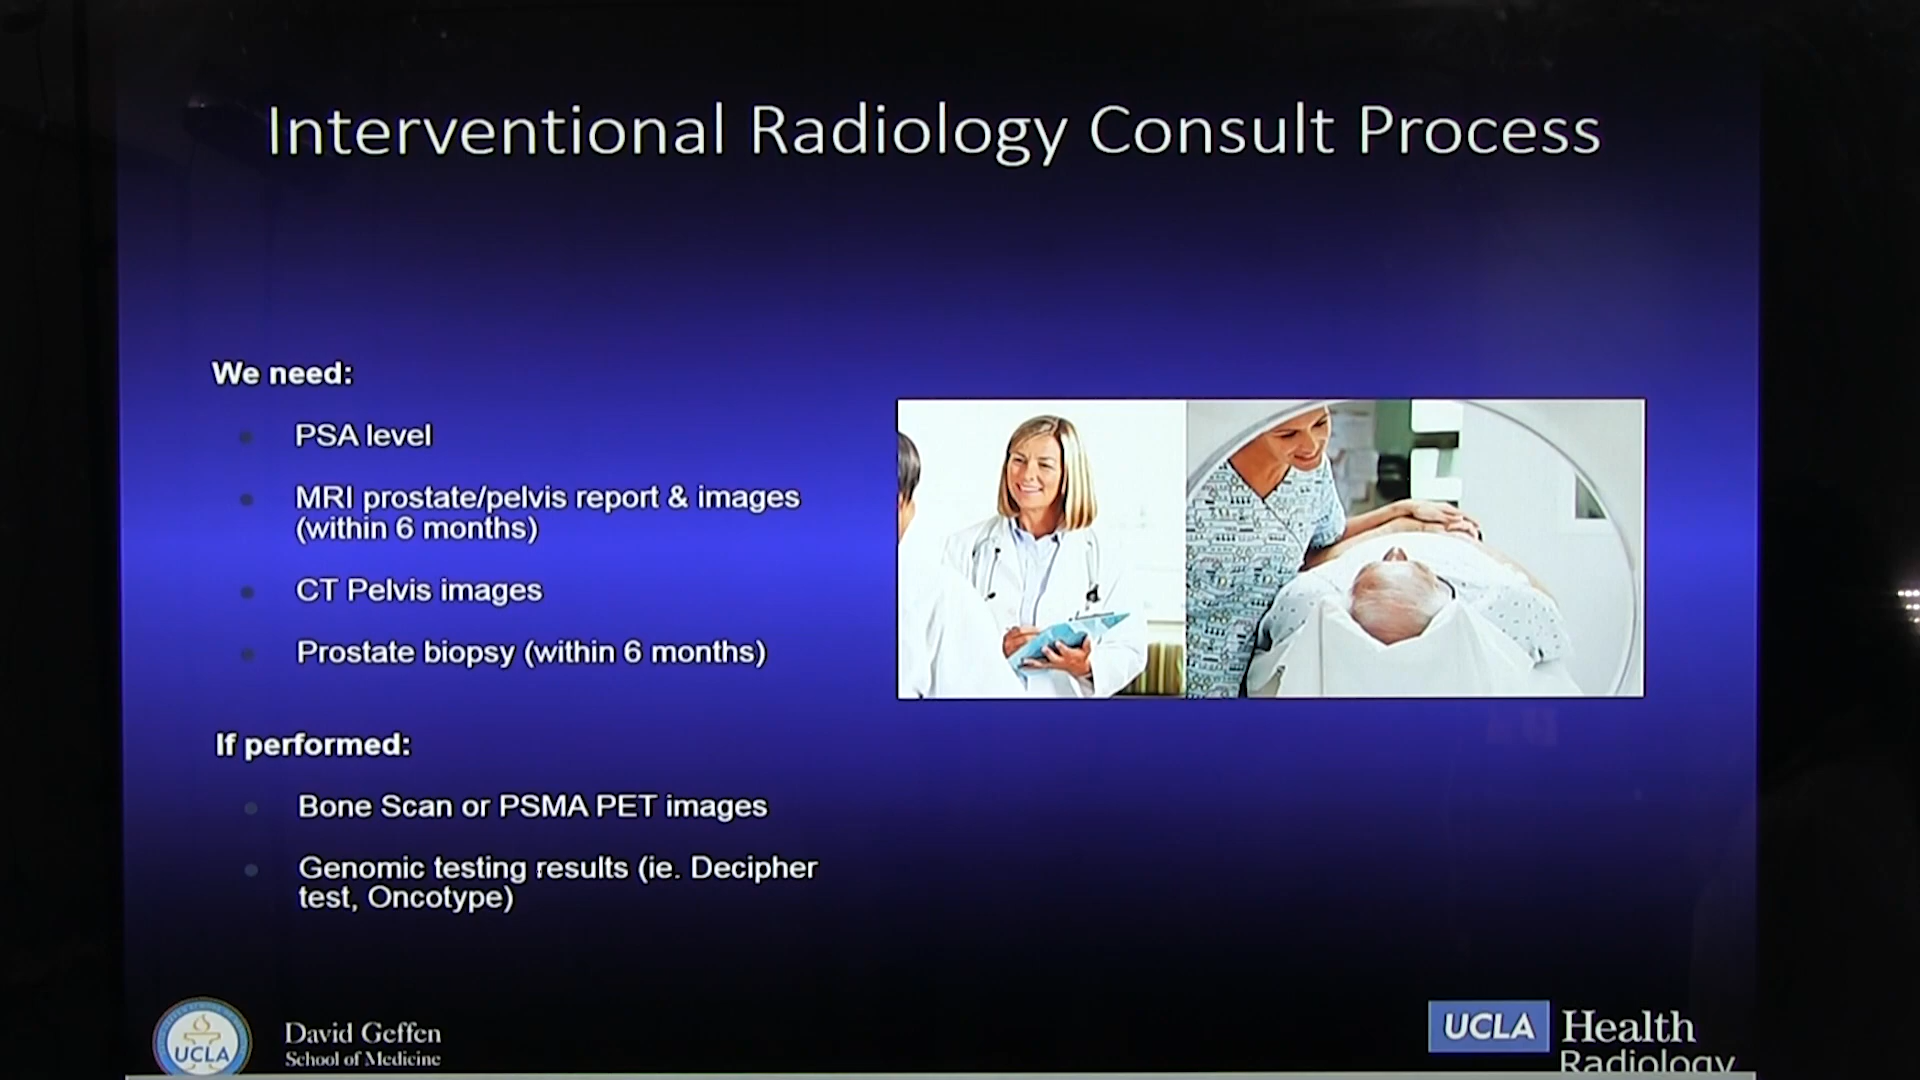 Interventional Radiology Consult Process
We need:
PSA level
MRI prostate/pelvis report & images
(within 6 months)
CT Pelvis images
Prostate biopsy (within 6 months)
If performed:
Bone Scan or PSMA PET images
Genomic testing results (ie. Decipher
test, Oncotype)
UCLA
David Geffen
School of Medicine
UCLA Health
Radiology